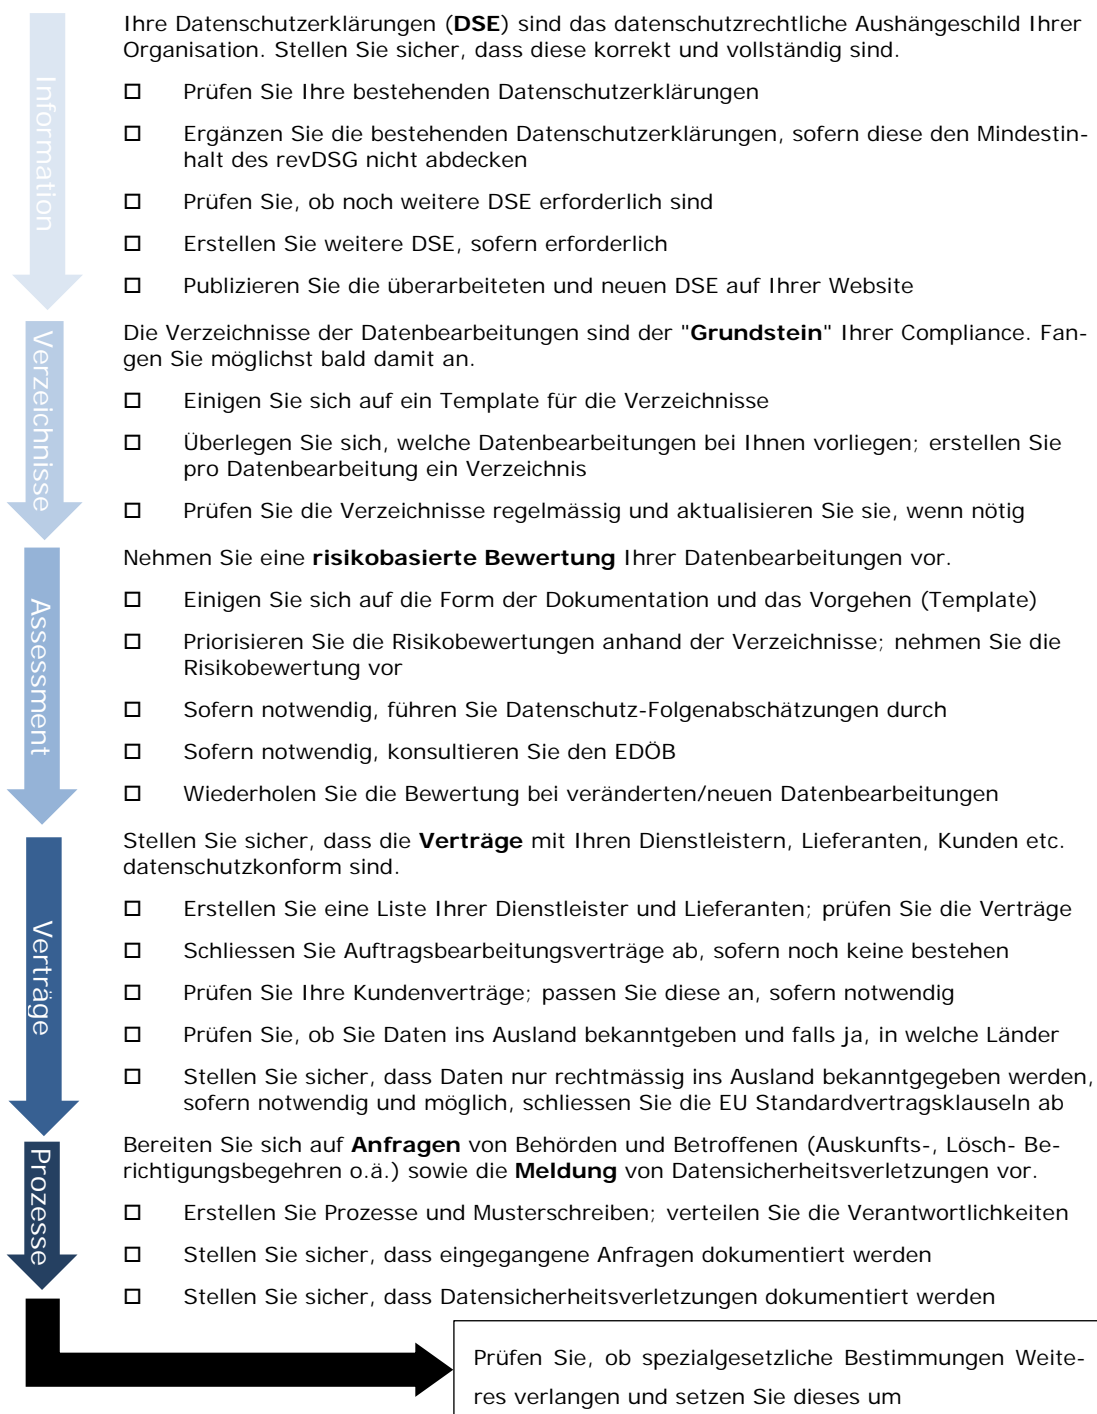 Information
Ihre Datenschutzerklärungen (DSE) sind das datenschutzrechtliche Aushängeschild Ihrer
Organisation. Stellen Sie sicher, dass diese korrekt und vollständig sind.
☐ Prüfen Sie Ihre bestehenden Datenschutzerklärungen
☐ Ergänzen Sie die bestehenden Datenschutzerklärungen, sofern diese den Mindestin-
halt des revDSG nicht abdecken
☐ Prüfen Sie, ob noch weitere DSE erforderlich sind
☐ Erstellen Sie weitere DSE, sofern erforderlich
☐ Publizieren Sie die überarbeiteten und neuen DSE auf Ihrer Website
Verzeichnisse
Die Verzeichnisse der Datenbearbeitungen sind der "Grundstein" Ihrer Compliance. Fan-
gen Sie möglichst bald damit an.
☐ Einigen Sie sich auf ein Template für die Verzeichnisse
☐ Überlegen Sie sich, welche Datenbearbeitungen bei Ihnen vorliegen; erstellen Sie
pro Datenbearbeitung ein Verzeichnis
☐ Prüfen Sie die Verzeichnisse regelmässig und aktualisieren Sie sie, wenn nötig
Assessment
Nehmen Sie eine risikobasierte Bewertung Ihrer Datenbearbeitungen vor.
☐ Einigen Sie sich auf die Form der Dokumentation und das Vorgehen (Template)
☐ Priorisieren Sie die Risikobewertungen anhand der Verzeichnisse; nehmen Sie die
Risikobewertung vor
☐ Sofern notwendig, führen Sie Datenschutz-Folgenabschätzungen durch
☐ Sofern notwendig, konsultieren Sie den EDÖB
☐ Wiederholen Sie die Bewertung bei veränderten/neuen Datenbearbeitungen
Verträge
Stellen Sie sicher, dass die Verträge mit Ihren Dienstleistern, Lieferanten, Kunden etc.
datenschutzkonform sind.
☐ Erstellen Sie eine Liste Ihrer Dienstleister und Lieferanten; prüfen Sie die Verträge
☐ Schliessen Sie Auftragsbearbeitungsverträge ab, sofern noch keine bestehen
☐ Prüfen Sie Ihre Kundenverträge; passen Sie diese an, sofern notwendig
☐ Prüfen Sie, ob Sie Daten ins Ausland bekanntgeben und falls ja, in welche Länder
☐ Stellen Sie sicher, dass Daten nur rechtmässig ins Ausland bekanntgegeben werden,
sofern notwendig und möglich, schliessen Sie die EU Standardvertragsklauseln ab
Prozesse
Bereiten Sie sich auf Anfragen von Behörden und Betroffenen (Auskunfts-, Lösch- Be-
richtigungsbegehren o.ä.) sowie die Meldung von Datensicherheitsverletzungen vor.
☐ Erstellen Sie Prozesse und Musterschreiben; verteilen Sie die Verantwortlichkeiten
☐ Stellen Sie sicher, dass eingegangene Anfragen dokumentiert werden
☐ Stellen Sie sicher, dass Datensicherheitsverletzungen dokumentiert werden
Prüfen Sie, ob spezialgesetzliche Bestimmungen Weite-
res verlangen und setzen Sie dieses um